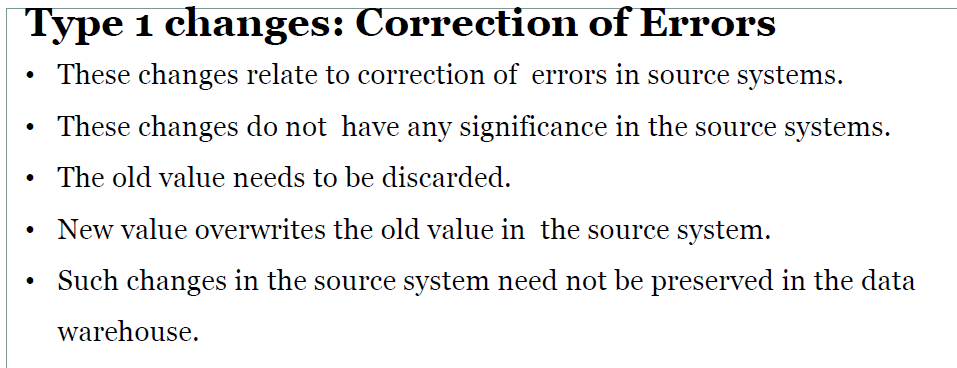 Type 1 changes: Correction of Errors
• These changes relate to correction of errors in source systems.
• These changes do not have any significance in the source systems.
• The old value needs to be discarded.
• New value overwrites the old value in the source system.
• Such changes in the source system need not be preserved in the data
warehouse.